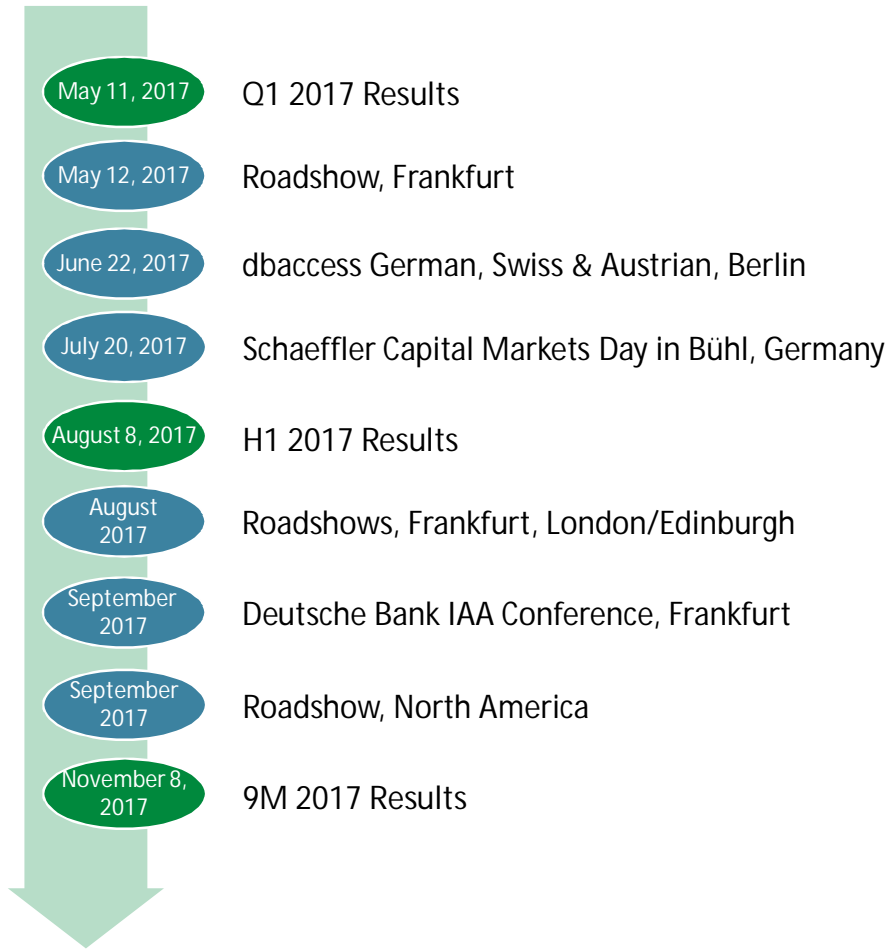 May 11, 2017
Q1 2017 Results
May 12, 2017
Roadshow, Frankfurt
June 22, 2017
dbaccess German, Swiss & Austrian, Berlin
July 20, 2017
Schaeffler Capital Markets Day in Bühl, Germany
August 8, 2017
H1 2017 Results
August
2017
Roadshows, Frankfurt, London/Edinburgh
September
2017
Deutsche Bank IAA Conference, Frankfurt
September
2017
Roadshow, North America
November 8,
2017
9M 2017 Results